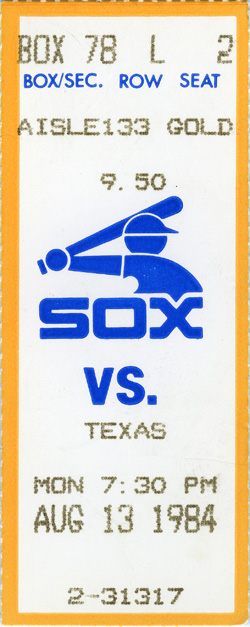 BOX 78 L 2
BOX/SEC. ROW SEAT
AISLE133 GOLD
9.50
SOX
VS.
TEXAS
MON 7:30 PM
AUG 13 1984
2-31317